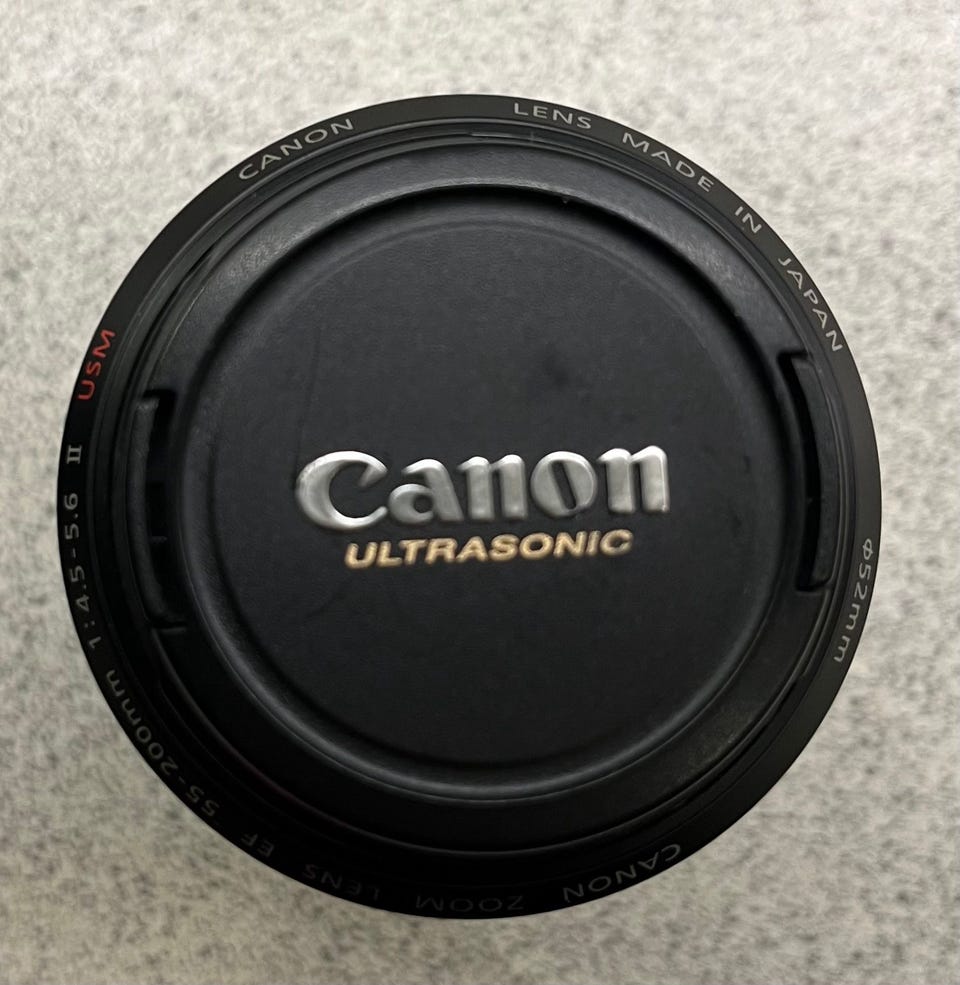 Canon
ULTRASONIC
CANON ZOOM LENS EF 55-200mm 1:4.5-5.6 II USM
CANON LENS MADE IN JAPAN
Φ52mm